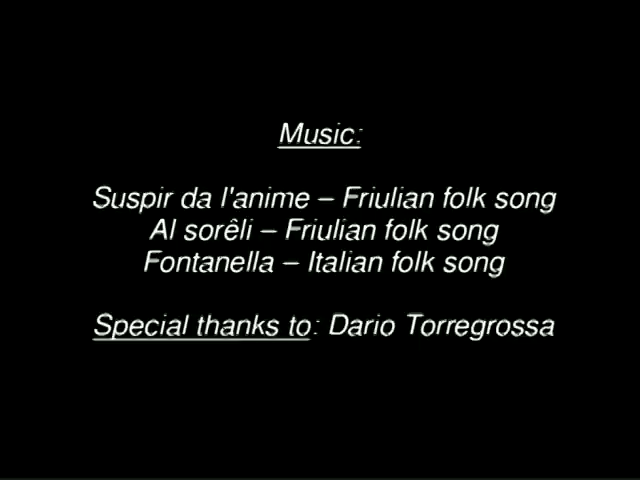 Music:
Suspir da l'anime – Friulian folk song
Al sorêli – Friulian folk song
Fontanella – Italian folk song
Special thanks to: Dario Torregrossa